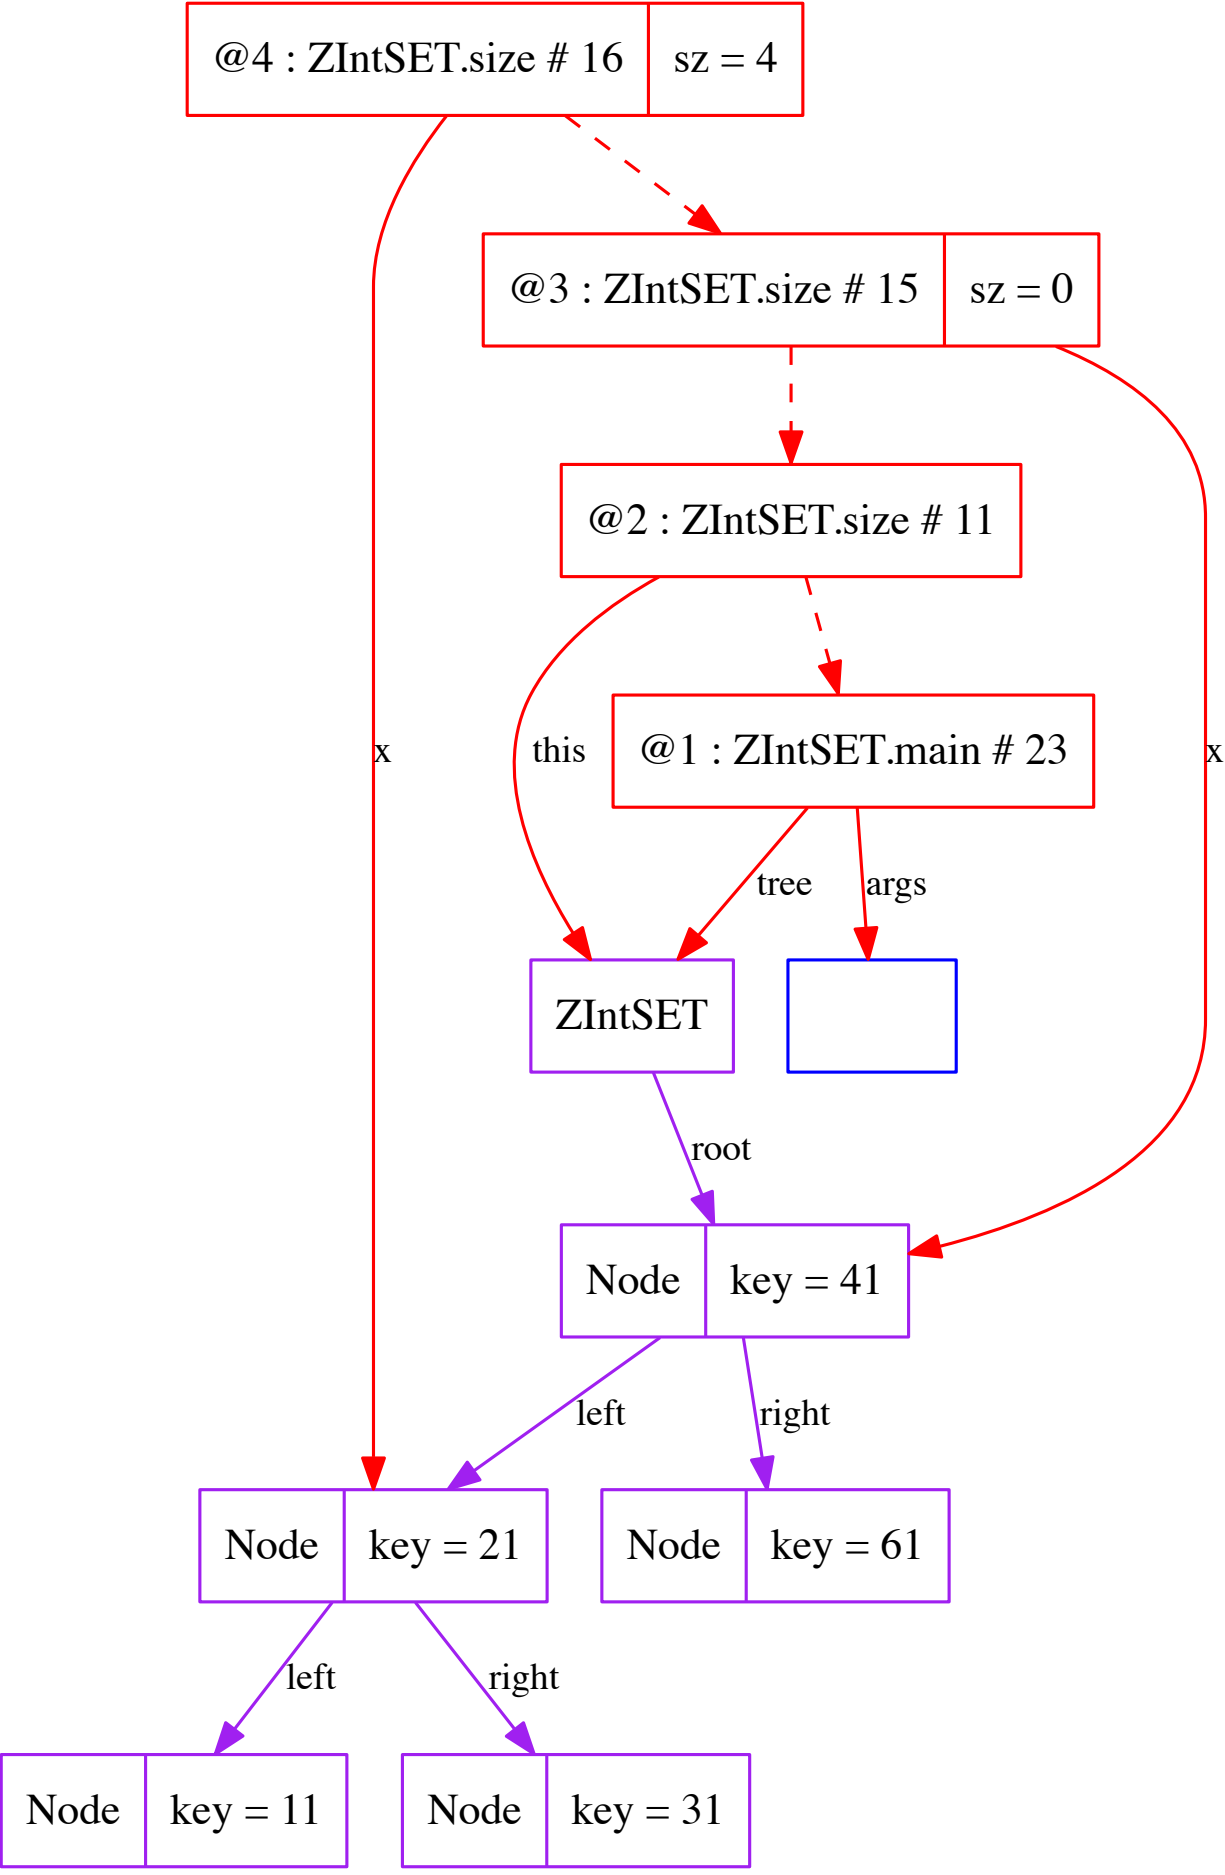 @4 : ZIntSET.size # 16 sz = 4
@3 : ZIntSET.size # 15 sz = 0
@2 : ZIntSET.size # 11
x
this
@1 : ZIntSET.main # 23
x
tree
args
ZIntSET
root
Node key = 41
left
right
Node key = 21
Node key = 61
left
right
Node key = 11
Node key = 31